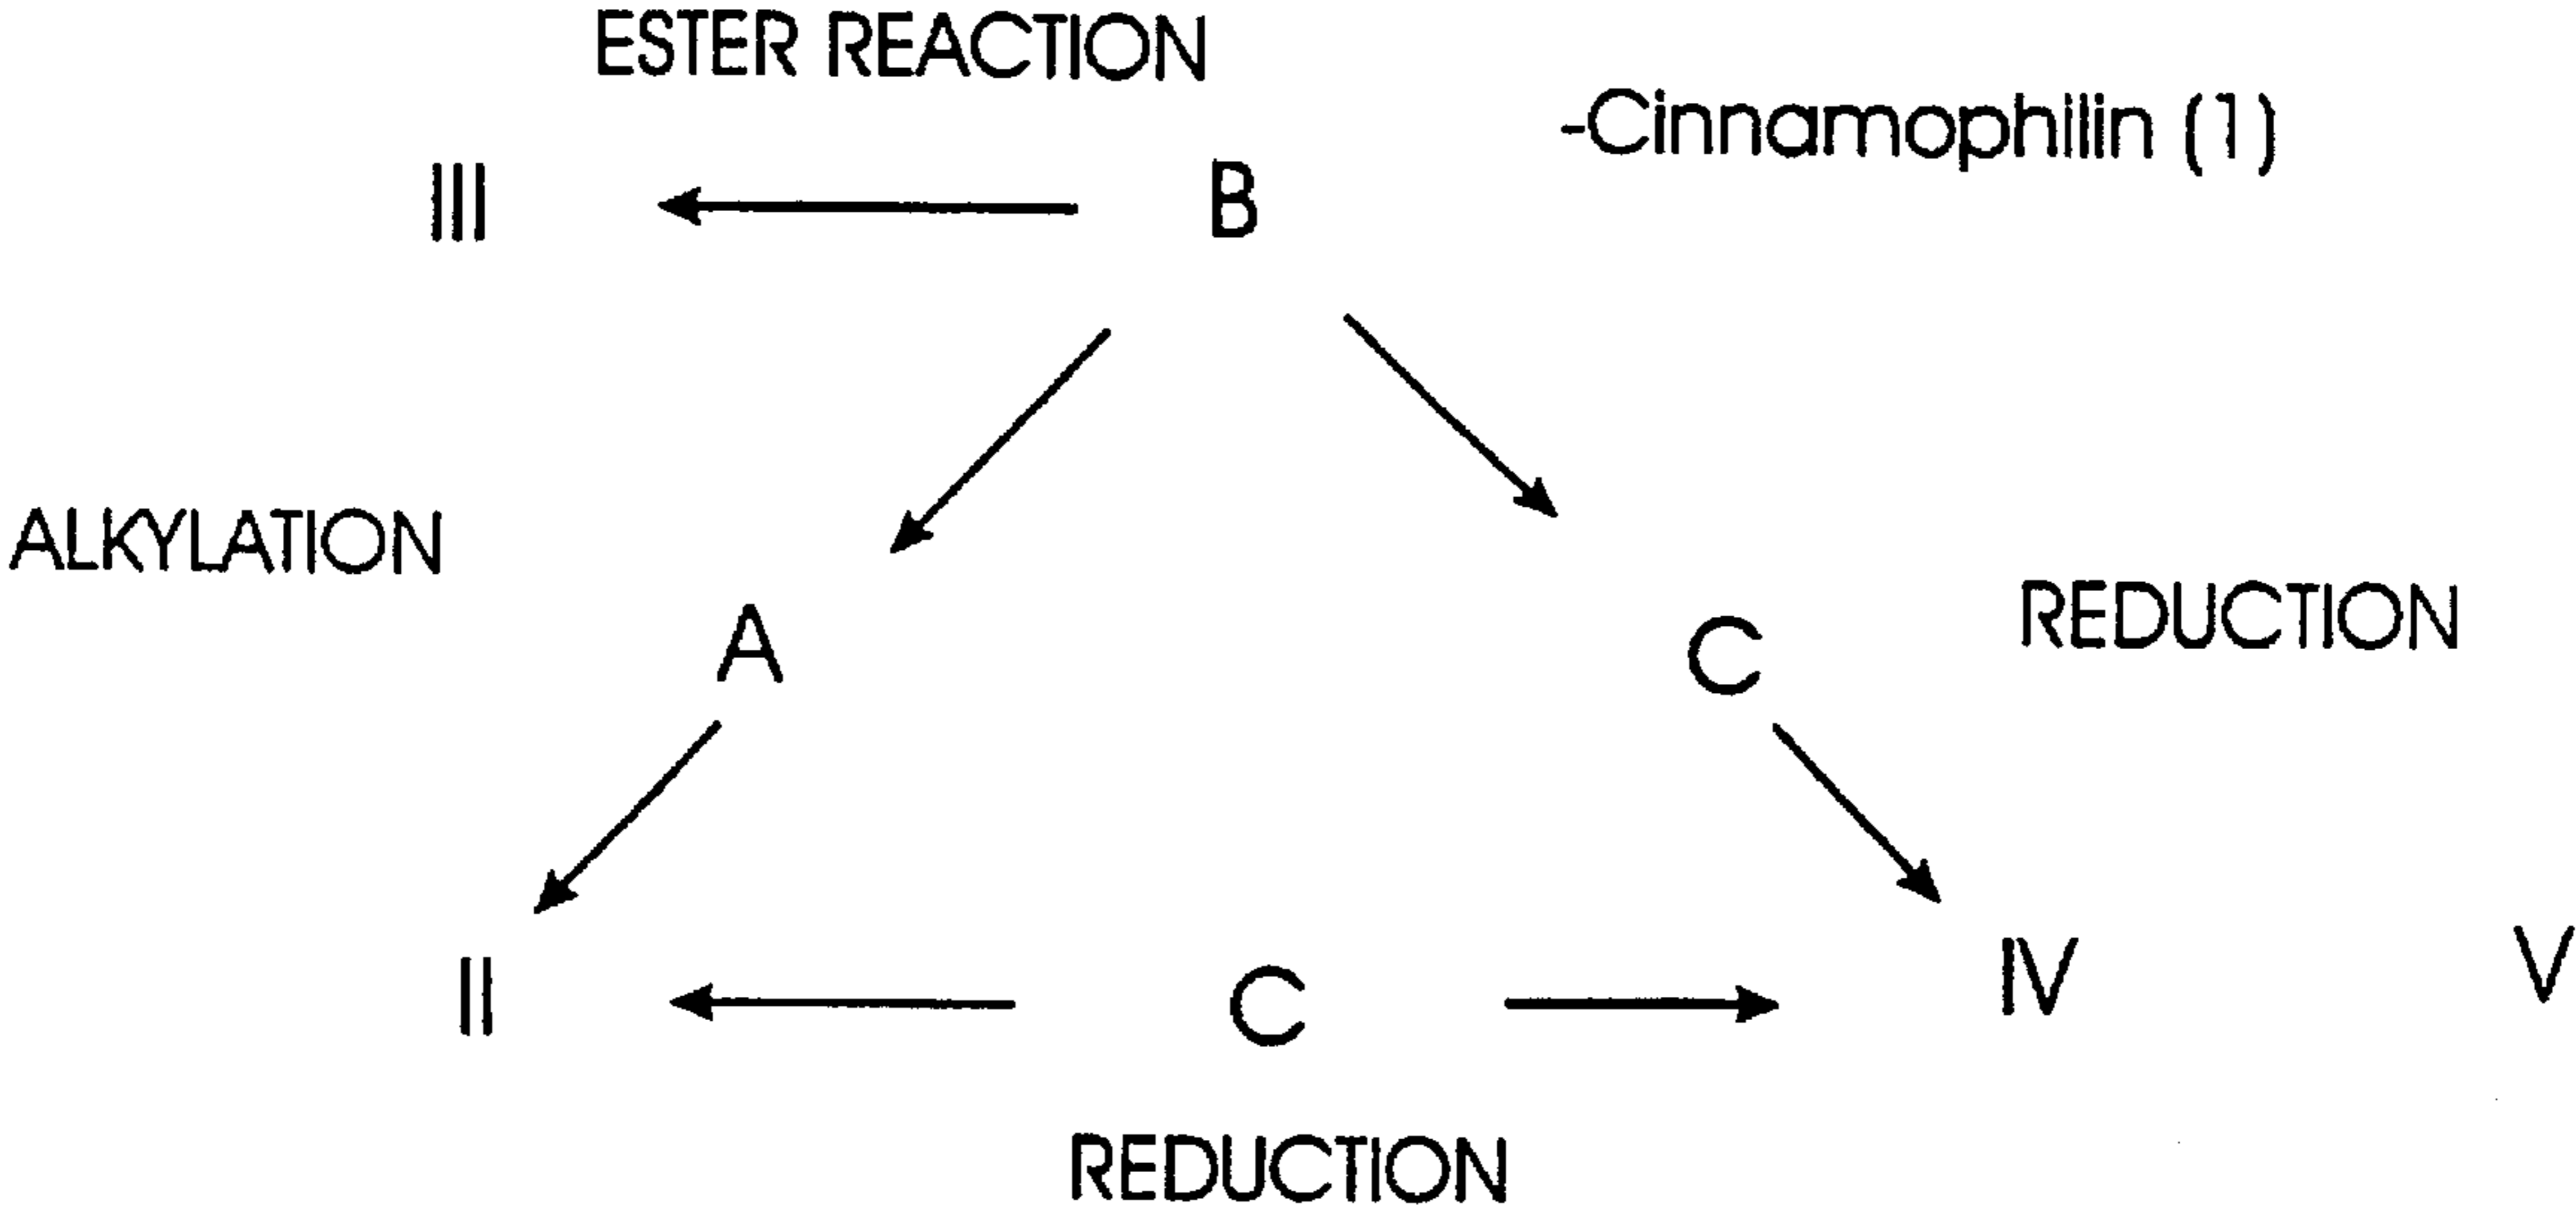 ESTER REACTION
-Cinnamophilin (1)
III
B
ALKYLATION
A
C
REDUCTION
II
C
IV
V
REDUCTION